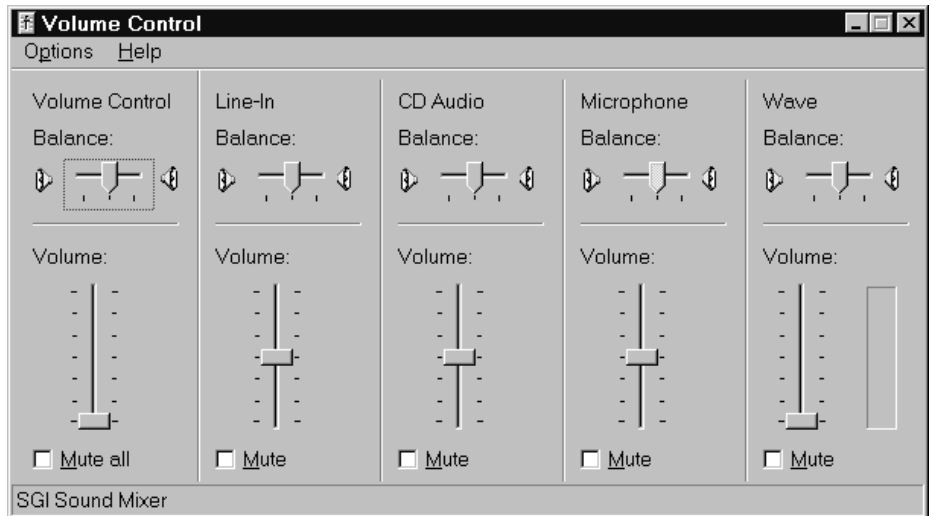 Volume Control
Options Help
Volume Control Line-In CD Audio Microphone Wave
Balance: Balance: Balance: Balance: Balance:
Volume: Volume: Volume: Volume: Volume:
Mute all Mute Mute Mute Mute
SGI Sound Mixer